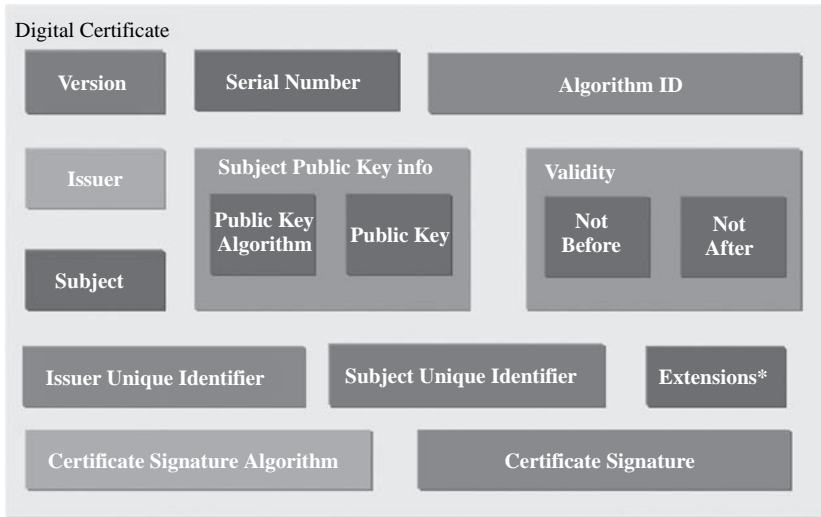 Digital Certificate
Version
Serial Number
Algorithm ID
Issuer
Subject Public Key info
Public Key
Algorithm
Public Key
Validity
Not
Before
Not
After
Subject
Issuer Unique Identifier
Subject Unique Identifier
Extensions*
Certificate Signature Algorithm
Certificate Signature